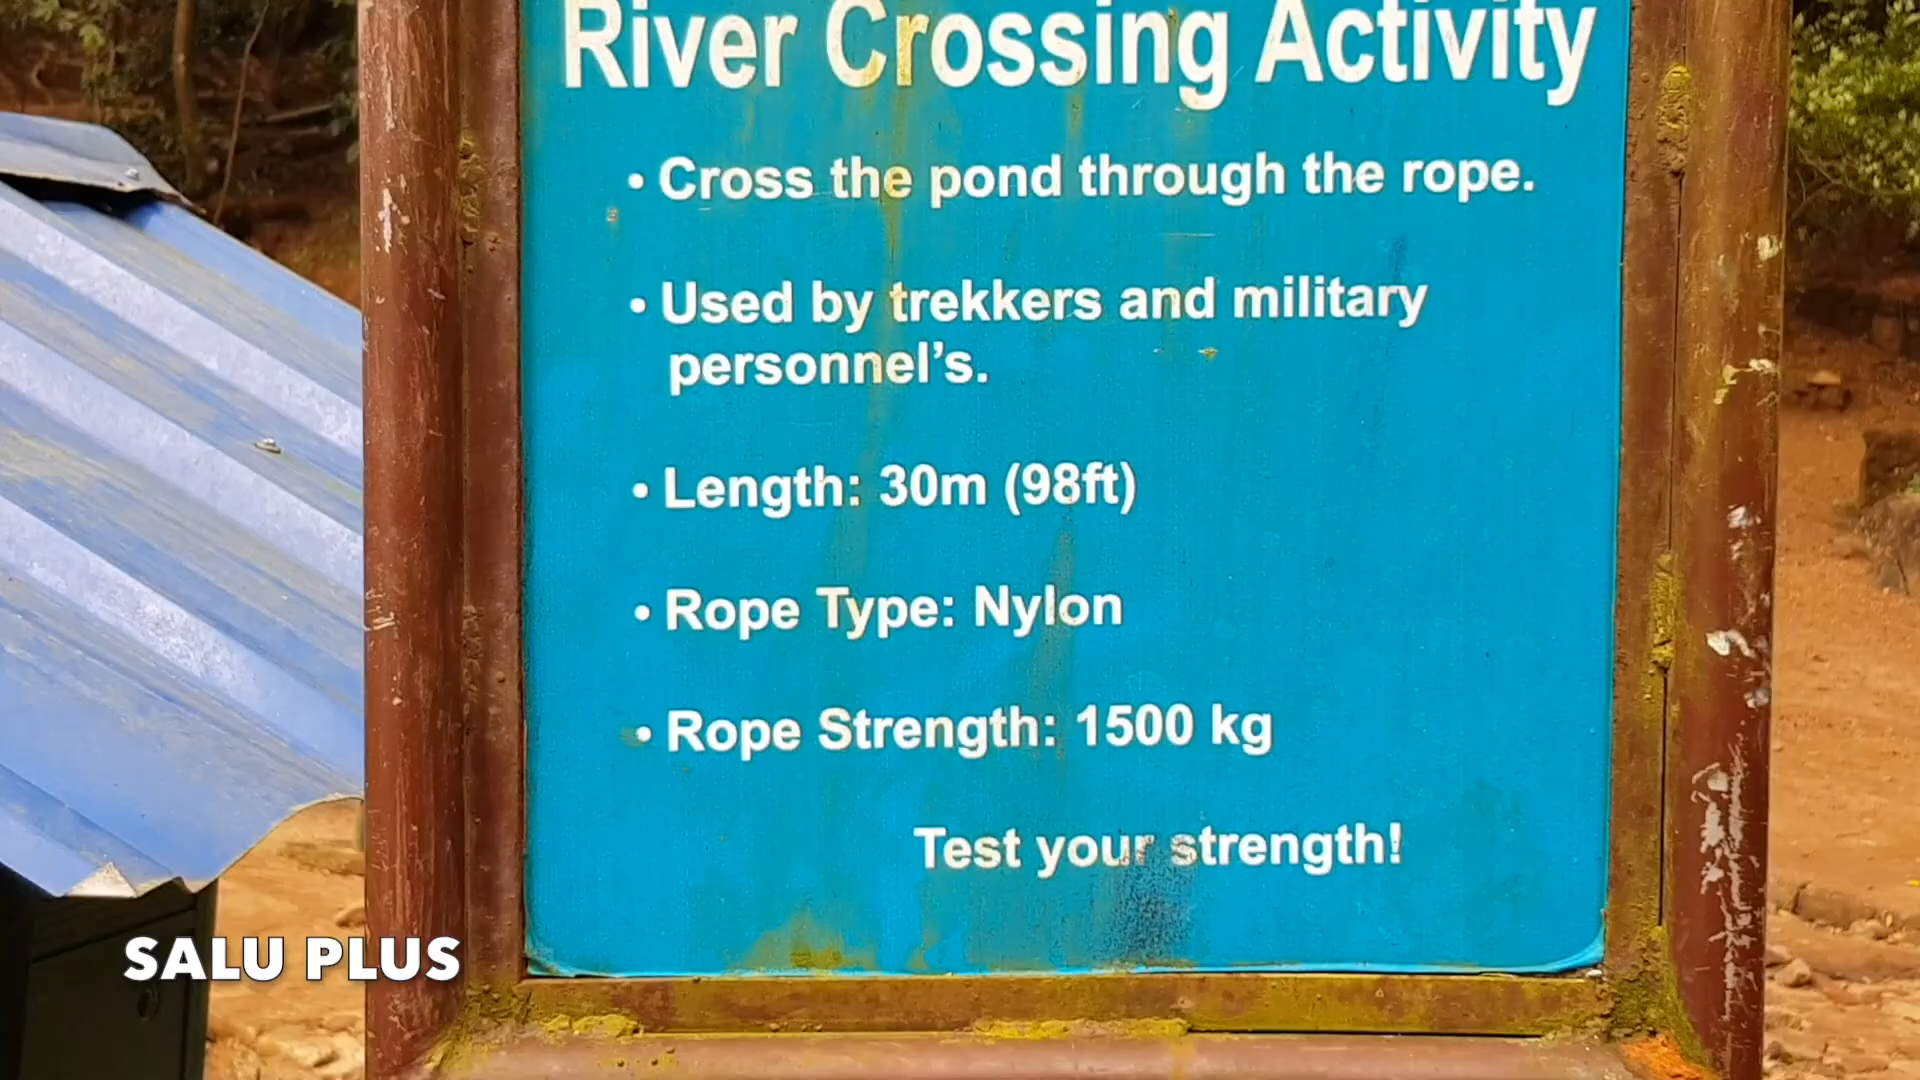 River Crossing Activity
• Cross the pond through the rope.
• Used by trekkers and military
personnel’s.
• Length: 30m (98ft)
• Rope Type: Nylon
• Rope Strength: 1500 kg
Test your strength!
SALU PLUS